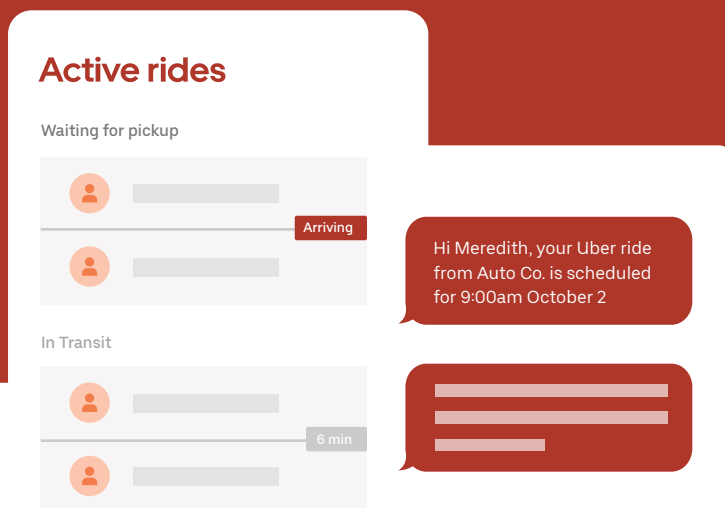 Active rides
Waiting for pickup
Arriving
In Transit
6 min
Hi Meredith, your Uber ride
from Auto Co. is scheduled
for 9:00am October 2